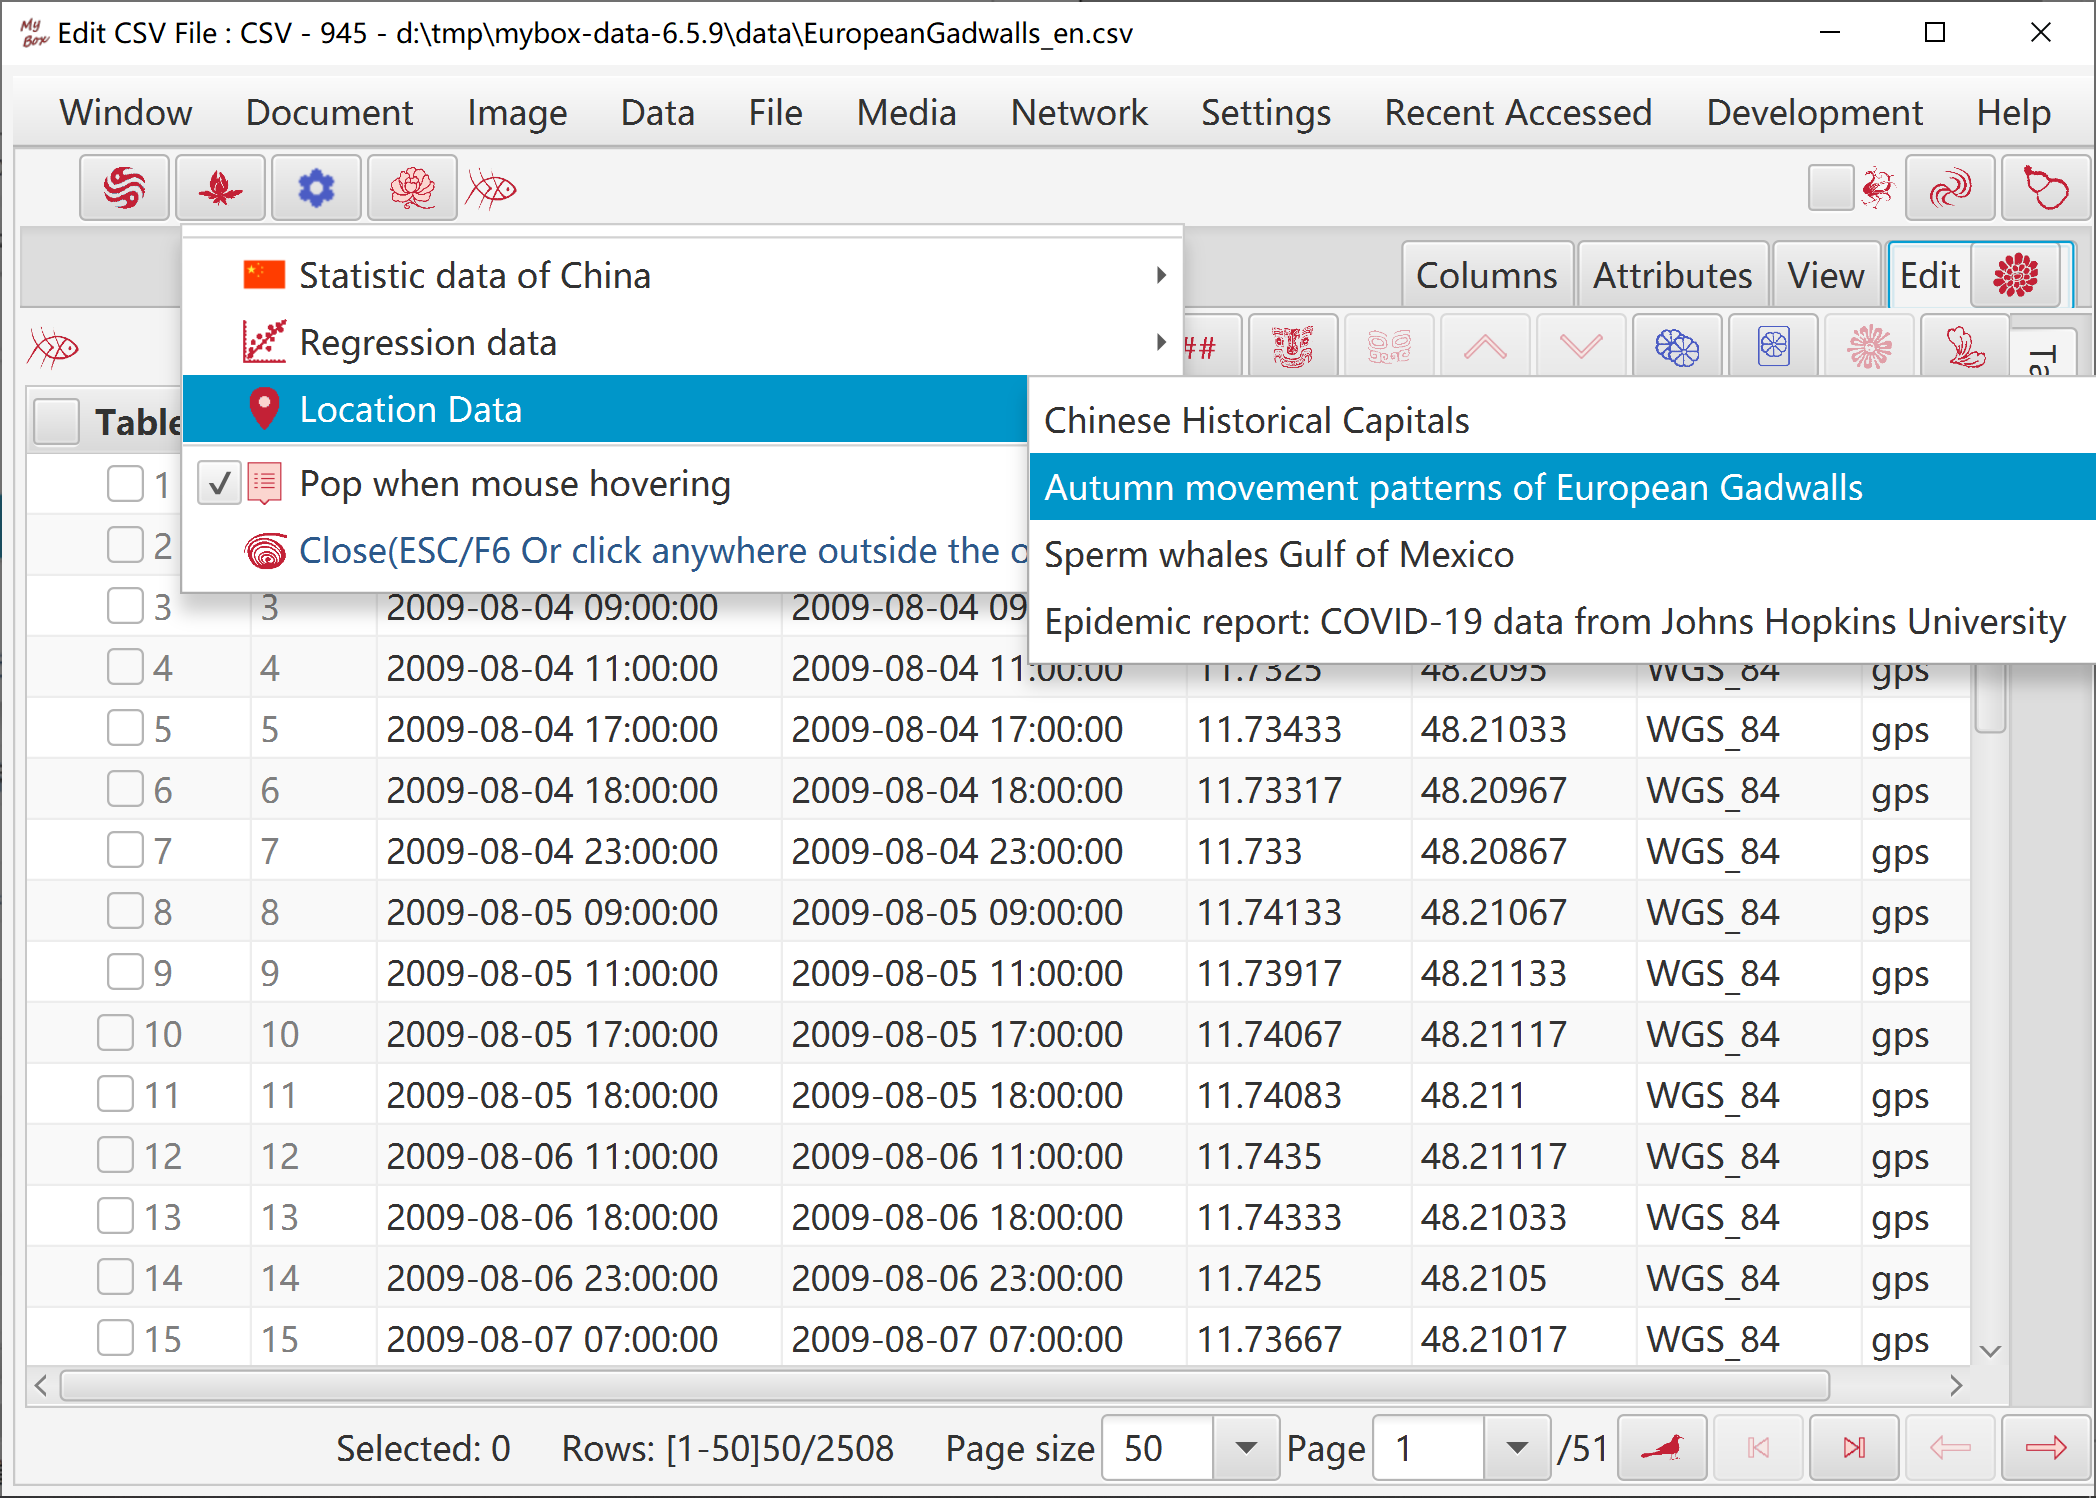 My Box Edit CSV File : CSV - 945 - d:\tmp\mybox-data-6.5.9\data\EuropeanGadwalls_en.csv
Window Document Image Data File Media Network Settings Recent Accessed Development Help
Columns Attributes View Edit
Statistic data of China
Regression data
##
Location Data
Chinese Historical Capitals
Autumn movement patterns of European Gadwalls
Sperm whales Gulf of Mexico
Epidemic report: COVID-19 data from Johns Hopkins University
Pop when mouse hovering
Close(ESC/F6 Or click anywhere outside the
Table
1
2
3 3 2009-08-04 09:00:00 2009-08-04 09
4 4 2009-08-04 11:00:00 2009-08-04 11:00:00 11.7325 48.2095 WGS_84 gps
5 5 2009-08-04 17:00:00 2009-08-04 17:00:00 11.73433 48.21033 WGS_84 gps
6 6 2009-08-04 18:00:00 2009-08-04 18:00:00 11.73317 48.20967 WGS_84 gps
7 7 2009-08-04 23:00:00 2009-08-04 23:00:00 11.733 48.20867 WGS_84 gps
8 8 2009-08-05 09:00:00 2009-08-05 09:00:00 11.74133 48.21067 WGS_84 gps
9 9 2009-08-05 11:00:00 2009-08-05 11:00:00 11.73917 48.21133 WGS_84 gps
10 10 2009-08-05 17:00:00 2009-08-05 17:00:00 11.74067 48.21117 WGS_84 gps
11 11 2009-08-05 18:00:00 2009-08-05 18:00:00 11.74083 48.211 WGS_84 gps
12 12 2009-08-06 11:00:00 2009-08-06 11:00:00 11.7435 48.21117 WGS_84 gps
13 13 2009-08-06 18:00:00 2009-08-06 18:00:00 11.74333 48.21033 WGS_84 gps
14 14 2009-08-06 23:00:00 2009-08-06 23:00:00 11.7425 48.2105 WGS_84 gps
15 15 2009-08-07 07:00:00 2009-08-07 07:00:00 11.73667 48.21017 WGS_84 gps
Selected: 0 Rows: [1-50]50/2508 Page size 50 Page 1 /51